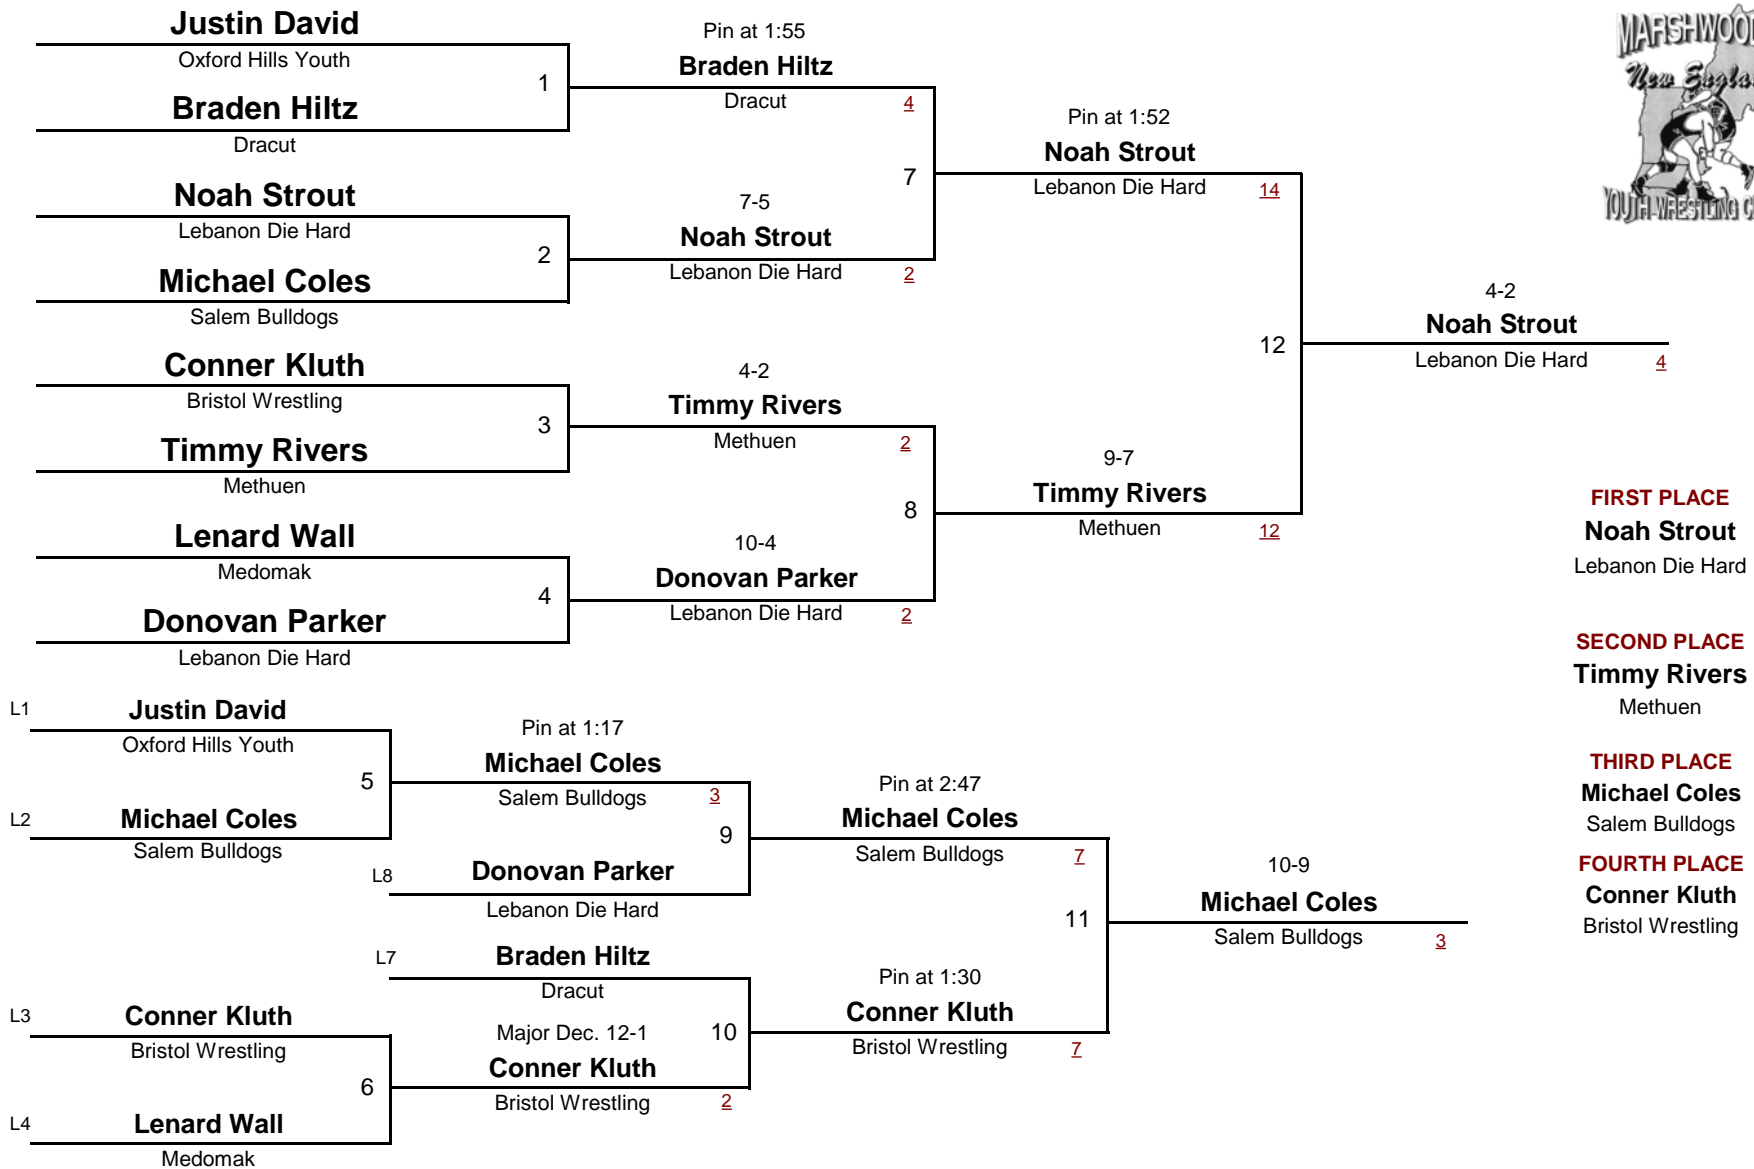 Justin David
Oxford Hills Youth
1
Braden Hiltz
Dracut
Noah Strout
Lebanon Die Hard
2
Michael Coles
Salem Bulldogs
Conner Kluth
Bristol Wrestling
3
Timmy Rivers
Methuen
Lenard Wall
Medomak
4
Donovan Parker
Lebanon Die Hard
Pin at 1:55
Braden Hiltz
Dracut 4
7
7-5
Noah Strout
Lebanon Die Hard 2
4-2
Timmy Rivers
Methuen 2
8
10-4
Donovan Parker
Lebanon Die Hard 2
Pin at 1:52
Noah Strout
Lebanon Die Hard 14
12
9-7
Timmy Rivers
Methuen 12
4-2
Noah Strout
Lebanon Die Hard 4
MARSHWOOD
New Engla
YOUTH WRESTLING C
FIRST PLACE
Noah Strout
Lebanon Die Hard
SECOND PLACE
Timmy Rivers
Methuen
THIRD PLACE
Michael Coles
Salem Bulldogs
FOURTH PLACE
Conner Kluth
Bristol Wrestling
L1 Justin David
Oxford Hills Youth
5
L2 Michael Coles
Salem Bulldogs
L3 Conner Kluth
Bristol Wrestling
6
L4 Lenard Wall
Medomak
Pin at 1:17
Michael Coles
Salem Bulldogs 3
9
L8 Donovan Parker
Lebanon Die Hard
L7 Braden Hiltz
Dracut
Major Dec. 12-1 10
Conner Kluth
Bristol Wrestling 2
Pin at 2:47
Michael Coles
Salem Bulldogs 7
11
Pin at 1:30
Conner Kluth
Bristol Wrestling 7
10-9
Michael Coles
Salem Bulldogs 3